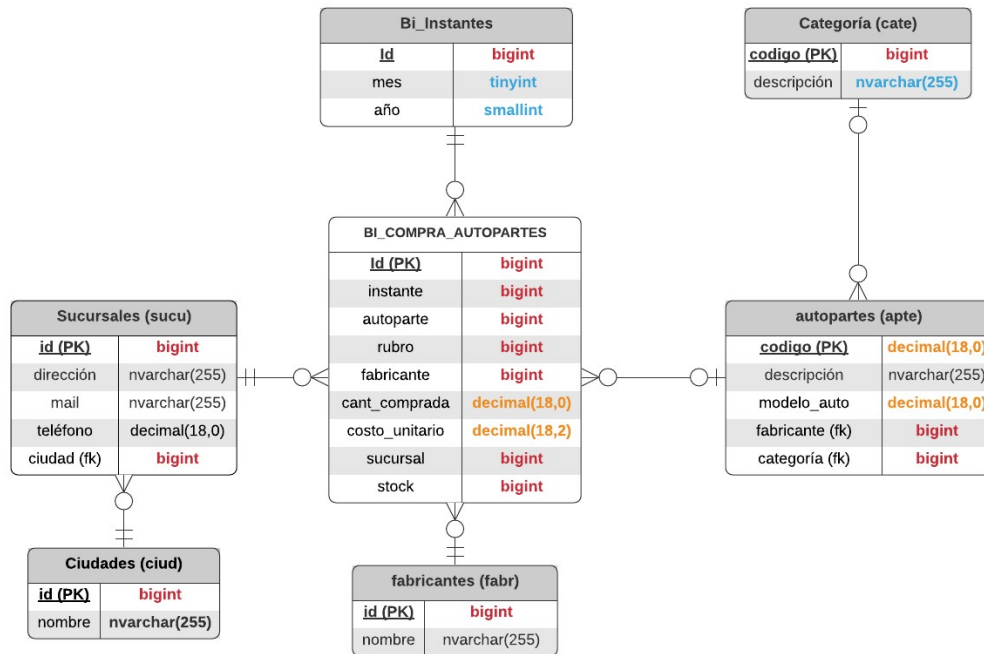 Bi_Instantes
Id bigint
mes tinyint
año smallint
Categoría (cate)
codigo (PK) bigint
descripción nvarchar(255)
BI_COMPRA_AUTOPARTES
Id (PK) bigint
instante bigint
autoparte bigint
rubro bigint
fabricante bigint
cant_comprada decimal(18,0)
costo_unitario decimal(18,2)
sucursal bigint
stock bigint
Sucursales (sucu)
id (PK) bigint
dirección nvarchar(255)
mail nvarchar(255)
teléfono decimal(18,0)
ciudad (fk) bigint
autopartes (apte)
codigo (PK) decimal(18,0)
descripción nvarchar(255)
modelo_auto decimal(18,0)
fabricante (fk) bigint
categoría (fk) bigint
Ciudades (ciud)
id (PK) bigint
nombre nvarchar(255)
fabricantes (fabr)
id (PK) bigint
nombre nvarchar(255)